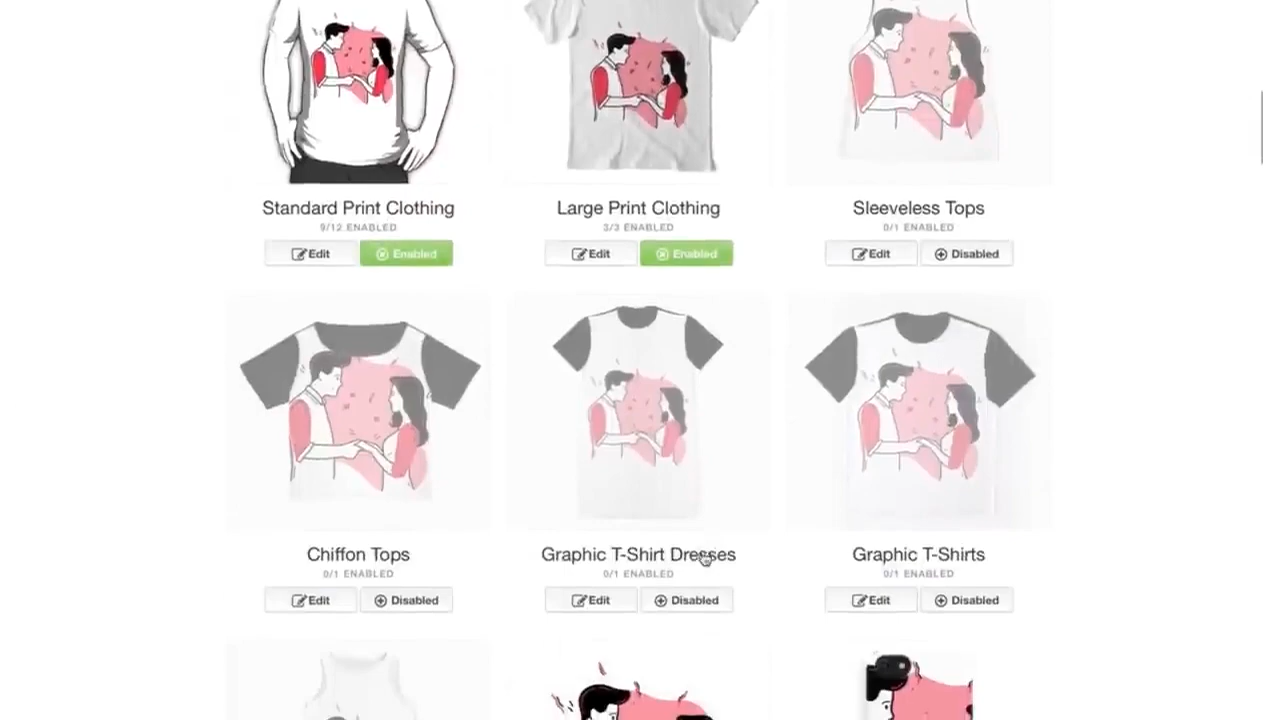 Standard Print Clothing
9/12 ENABLED
Edit
Enabled
Large Print Clothing
3/3 ENABLED
Edit
Enabled
Sleeveless Tops
0/1 ENABLED
Edit
Disabled
Chiffon Tops
0/1 ENABLED
Edit
Disabled
Graphic T-Shirt Dresses
0/1 ENABLED
Edit
Disabled
Graphic T-Shirts
0/1 ENABLED
Edit
Disabled